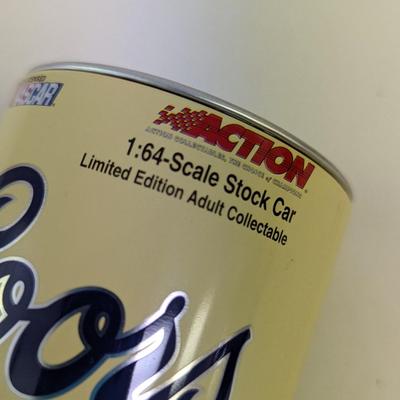 NASCAR
ACTION
ACTION COLLECTABLES, THE CHOICE OF CHAMPIONS
1:64-Scale Stock Car
Limited Edition Adult Collectable
Coors